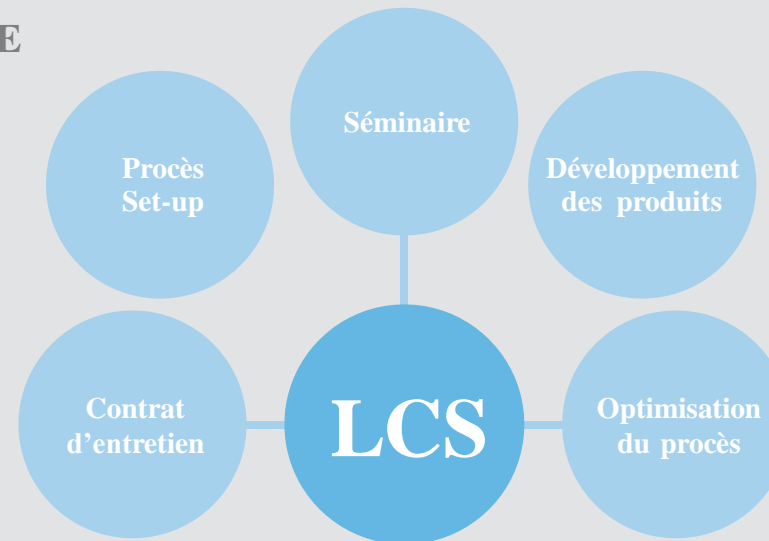 E
Séminaire
Procès
Set-up
Développement
des produits
Contrat
d'entretien
LCS
Optimisation
du procès